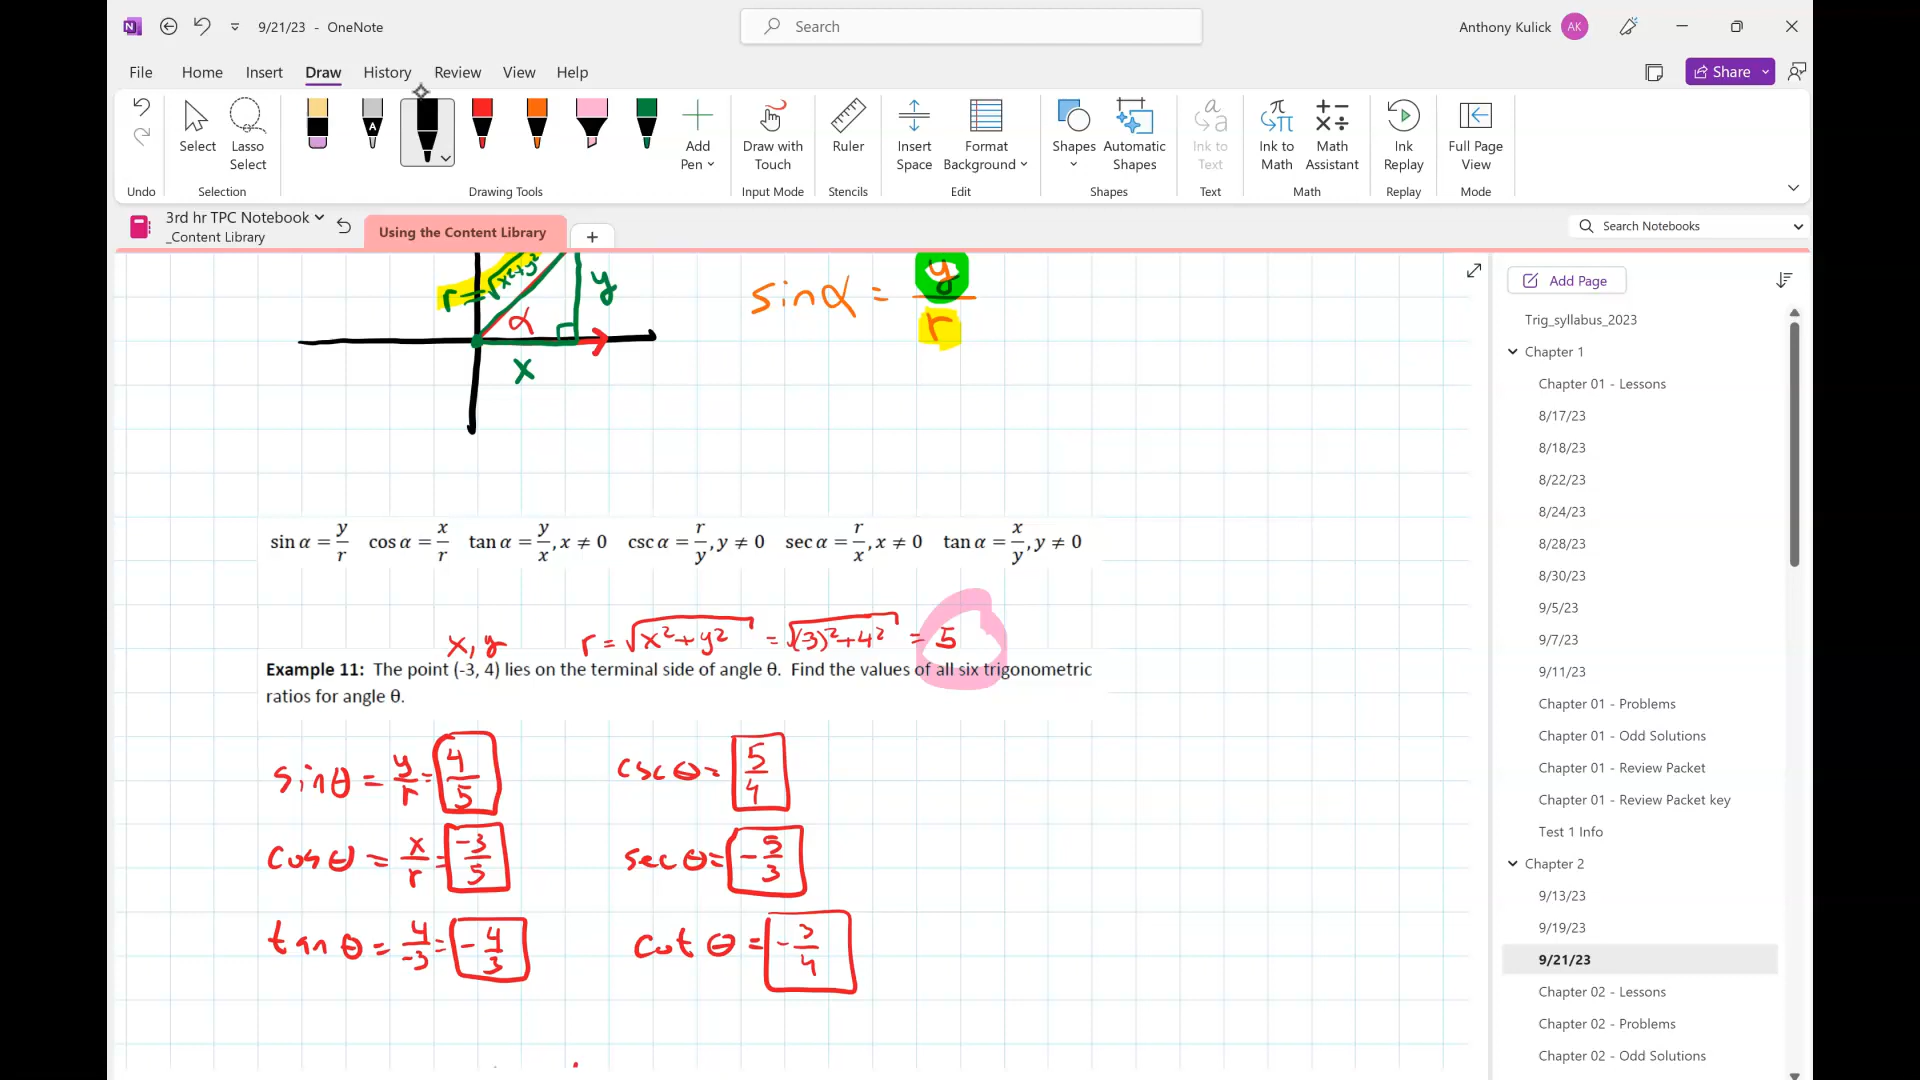 9/21/23 - OneNote
Search
Anthony Kulick AK
File Home Insert Draw History Review View Help
Share
A
Select
Lasso Select
Add Pen
Draw with Touch
Ruler
Insert Space
Format Background
Shapes
Automatic Shapes
Ink to Text
Ink to Math
Math Assistant
Ink Replay
Full Page View
Undo Selection Drawing Tools Input Mode Stencils Edit Shapes Text Math Replay Mode
3rd hr TPC Notebook
_Content Library
Using the Content Library
Search Notebooks
r = √x²+y²
y
α
x
sin α = y/r
sin α = y/r cos α = x/r tan α = y/x, x ≠ 0 csc α = r/y, y ≠ 0 sec α = r/x, x ≠ 0 tan α = x/y, y ≠ 0
x, y r = √x²+y² = √(3)²+4² = 5
Example 11: The point (-3, 4) lies on the terminal side of angle θ. Find the values of all six trigonometric
ratios for angle θ.
sin θ = y/r = 4/5 csc θ = 5/4
cos θ = x/r = -3/5 sec θ = -5/3
tan θ = 4/-3 = -4/3 cot θ = -3/4
Add Page
Trig_syllabus_2023
Chapter 1
Chapter 01 - Lessons
8/17/23
8/18/23
8/22/23
8/24/23
8/28/23
8/30/23
9/5/23
9/7/23
9/11/23
Chapter 01 - Problems
Chapter 01 - Odd Solutions
Chapter 01 - Review Packet
Chapter 01 - Review Packet key
Test 1 Info
Chapter 2
9/13/23
9/19/23
9/21/23
Chapter 02 - Lessons
Chapter 02 - Problems
Chapter 02 - Odd Solutions